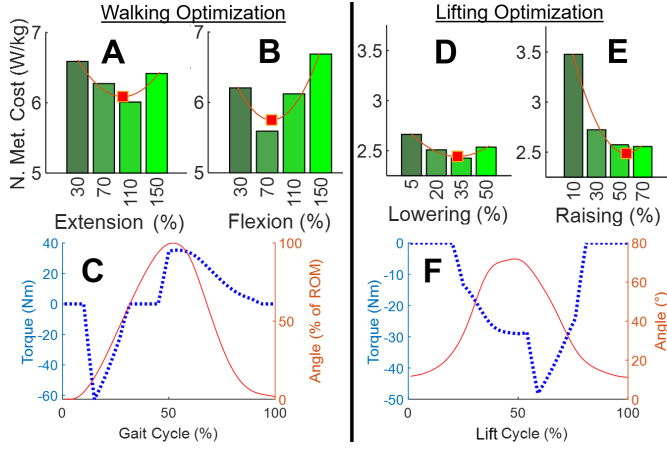 Walking Optimization
Lifting Optimization
N. Met. Cost (W/kg)
7
6
5
A
30
70
110
150
Extension (%)
7
6
5
B
30
70
110
150
Flexion (%)
3.5
3
2.5
D
5
20
35
50
Lowering (%)
3.5
3
2.5
E
10
30
50
70
Raising (%)
C
Torque (Nm)
40
20
0
-20
-40
-60
100
50
0
Angle (% of ROM)
0
50
100
Gait Cycle (%)
F
Torque (Nm)
0
-10
-20
-30
-40
-50
80
60
40
20
0
Angle (°)
0
50
100
Lift Cycle (%)